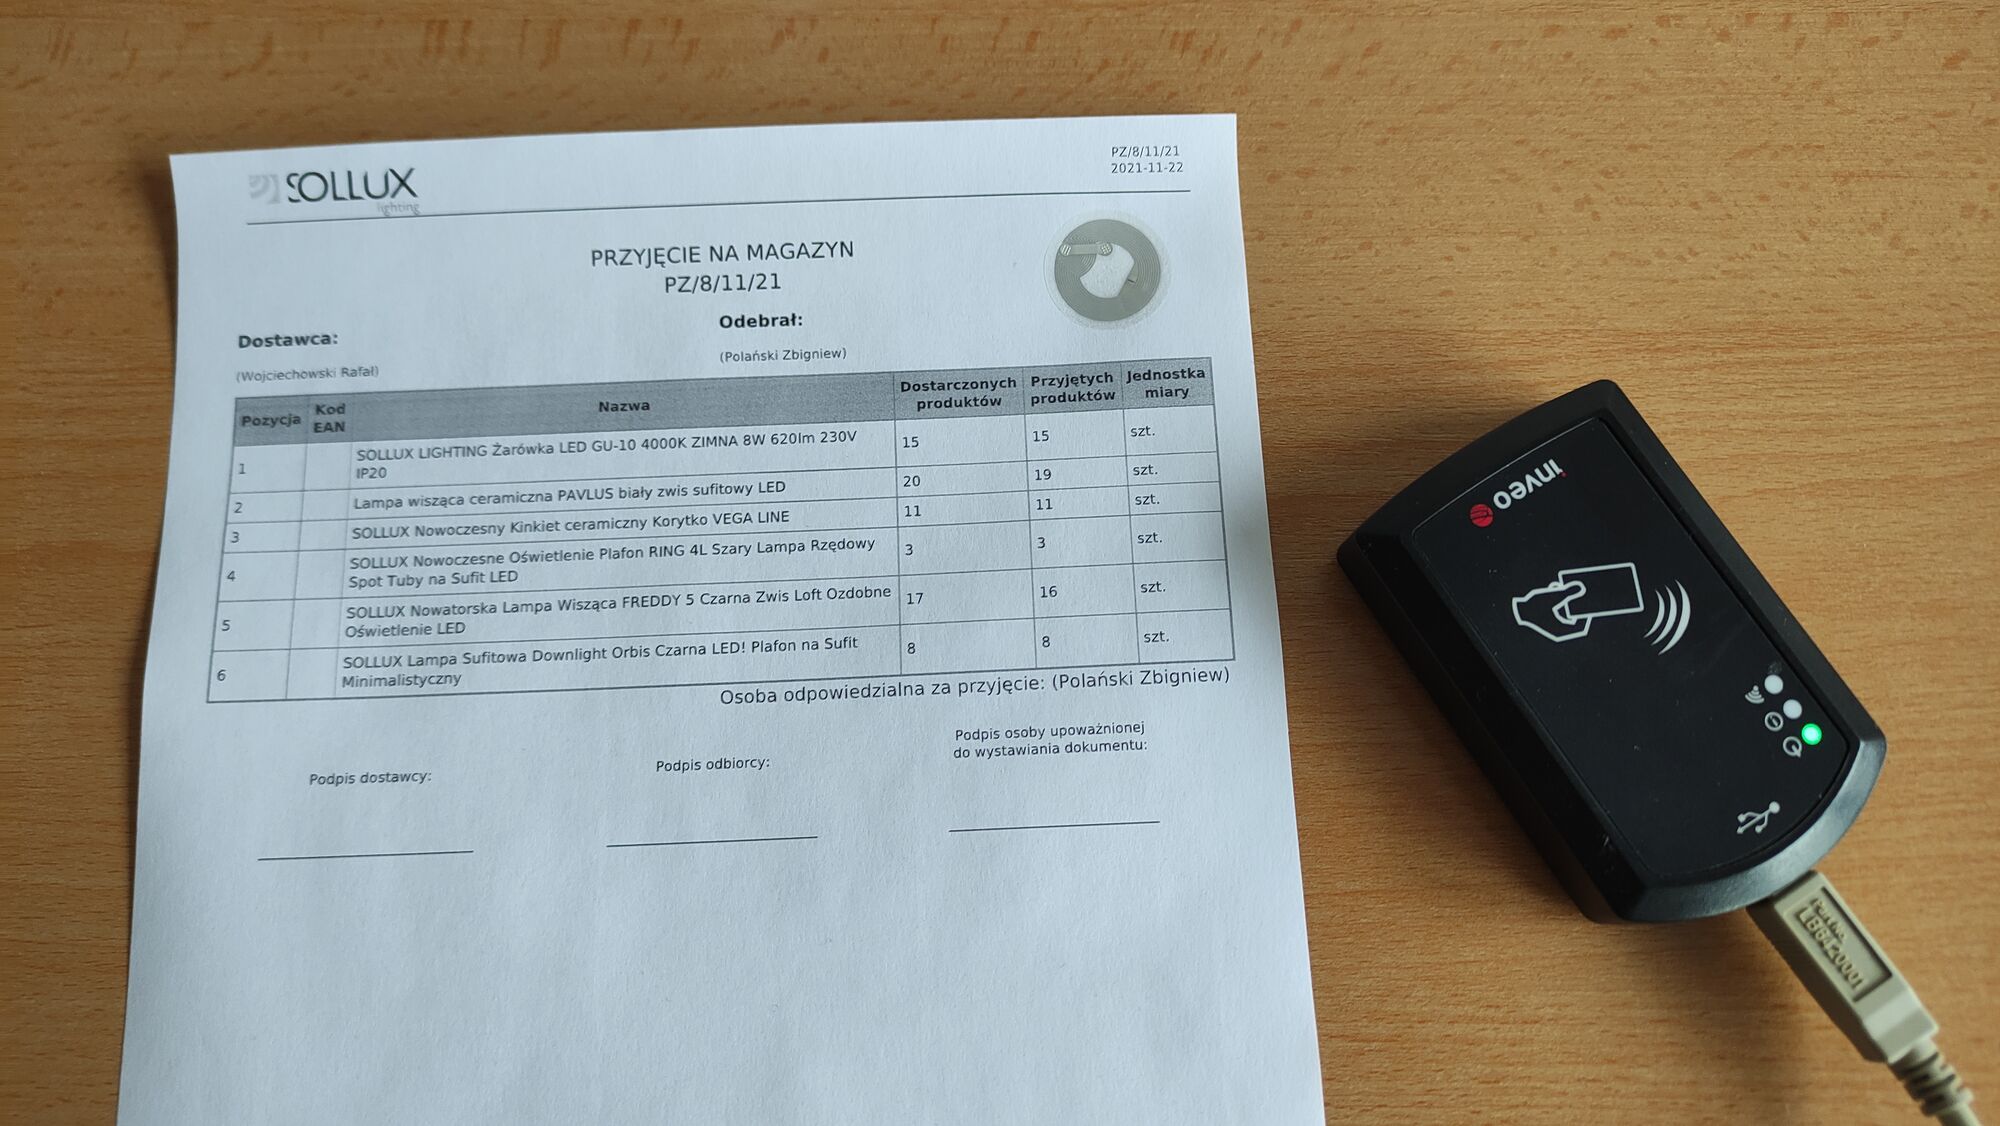 SOLLUX
lighting
PZ/8/11/21
2021-11-22
PRZYJĘCIE NA MAGAZYN
PZ/8/11/21
Dostawca:
(Wojciechowski Rafał)
Odebrał:
(Polański Zbigniew)
Pozycja Kod EAN Nazwa Dostarczonych produktów Przyjętych produktów Jednostka miary
1 SOLLUX LIGHTING Żarówka LED GU-10 4000K ZIMNA 8W 620lm 230V 15 15 szt.
IP20
2 Lampa wisząca ceramiczna PAVLUS biały zwis sufitowy LED 20 19 szt.
3 SOLLUX Nowoczesny Kinkiet ceramiczny Korytko VEGA LINE 11 11 szt.
4 SOLLUX Nowoczesne Oświetlenie Plafon RING 4L Szary Lampa Rzędowy 3 3 szt.
Spot Tuby na Sufit LED
5 SOLLUX Nowatorska Lampa Wisząca FREDDY 5 Czarna Zwis Loft Ozdobne 17 16 szt.
Oświetlenie LED
6 SOLLUX Lampa Sufitowa Downlight Orbis Czarna LED! Plafon na Sufit 8 8 szt.
Minimalistyczny
Osoba odpowiedzialna za przyjęcie: (Polański Zbigniew)
Podpis dostawcy:
Podpis odbiorcy:
Podpis osoby upoważnionej
do wystawiania dokumentu:
inveo